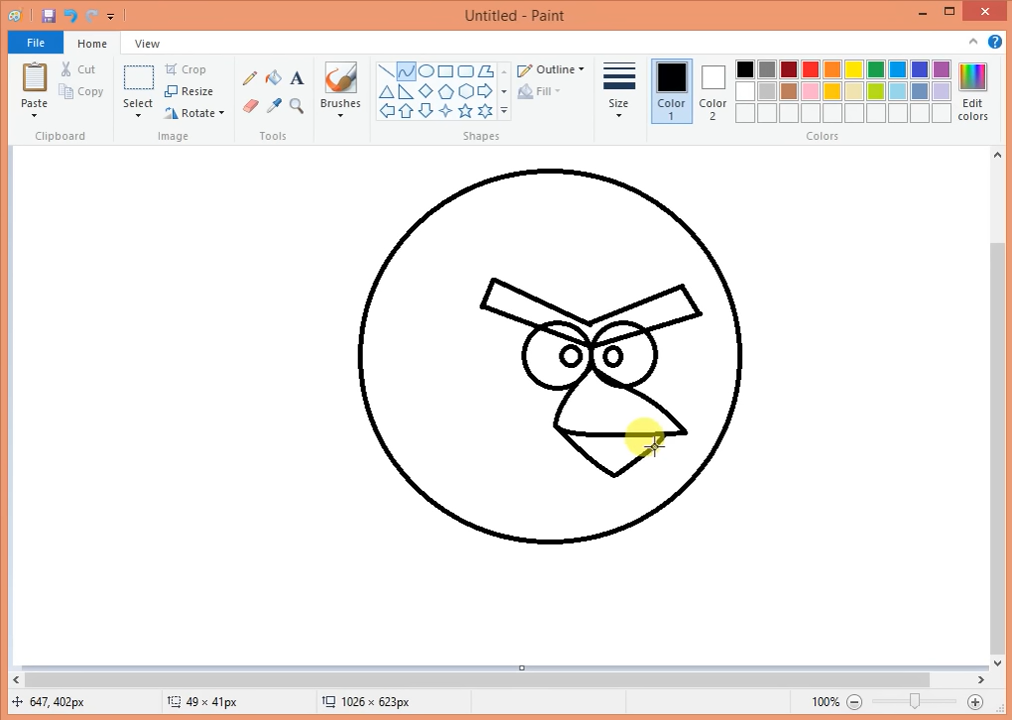 Untitled - Paint
File Home View
Paste
Cut
Copy
Clipboard
Select
Crop
Resize
Rotate
Image
A
Tools
Brushes
Shapes
Outline
Fill
Size
Color 1
Color 2
Edit colors
Colors
647, 402px 49 × 41px 1026 × 623px 100%